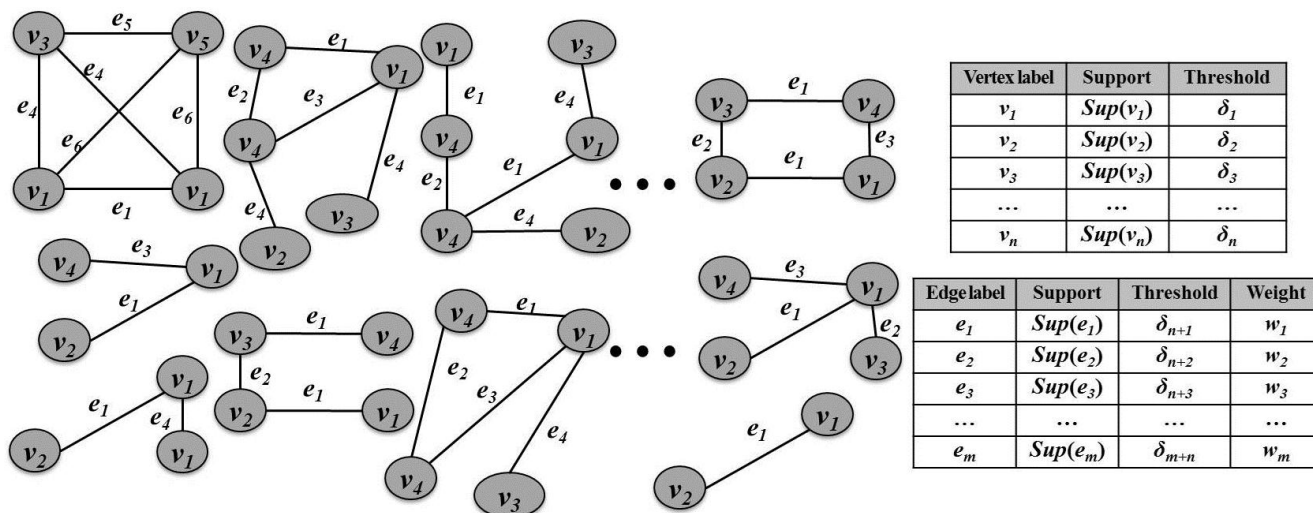 v3 e5 v5
e4 e4 e6 e6
v1 e1 v1
v4 e1 v1
e2 e3
v4 e4
e4 v3
v2
v1
e1
v4
e2
v4 e4 v2
e1
v1
e4
v3
• • •
v3 e1 v4
e2 e3
v2 e1 v1
v4 e3 v1
e1
v2
v1
e1 e4
v2 v1
v3 e1 v4
e2
v2 e1 v1
v4 e1 v1
e2 e3 e4
v4 v3
• • •
v4 e3 v1
e1 e2
v2 v3
e1 v1
v2
Vertex label Support Threshold
v1 Sup(v1) δ1
v2 Sup(v2) δ2
v3 Sup(v3) δ3
... ... ...
vn Sup(vn) δn
Edge label Support Threshold Weight
e1 Sup(e1) δn+1 w1
e2 Sup(e2) δn+2 w2
e3 Sup(e3) δn+3 w3
... ... ... ...
em Sup(em) δm+n wm